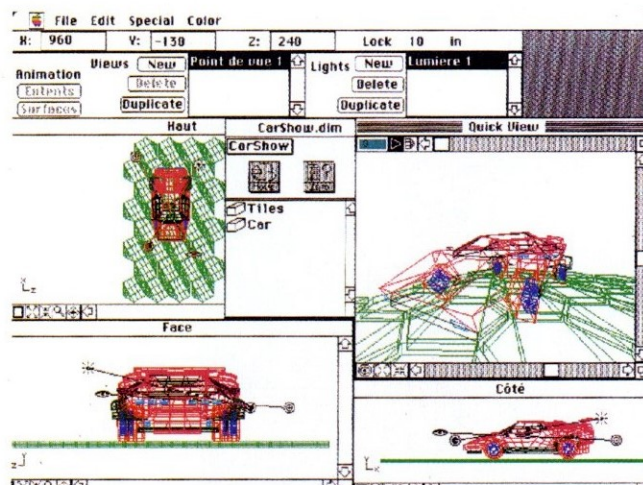 File Edit Special Color
X: 960 Y: -130 Z: 240 Lock 10 in
Animation
Extents
Surfaces
Views New
Delete
Duplicate
Point de vue 1
Lights New
Delete
Duplicate
Lumiere 1
Haut
CarShow.dim
CarShow
Tiles
Car
Quick View
Face
Côté